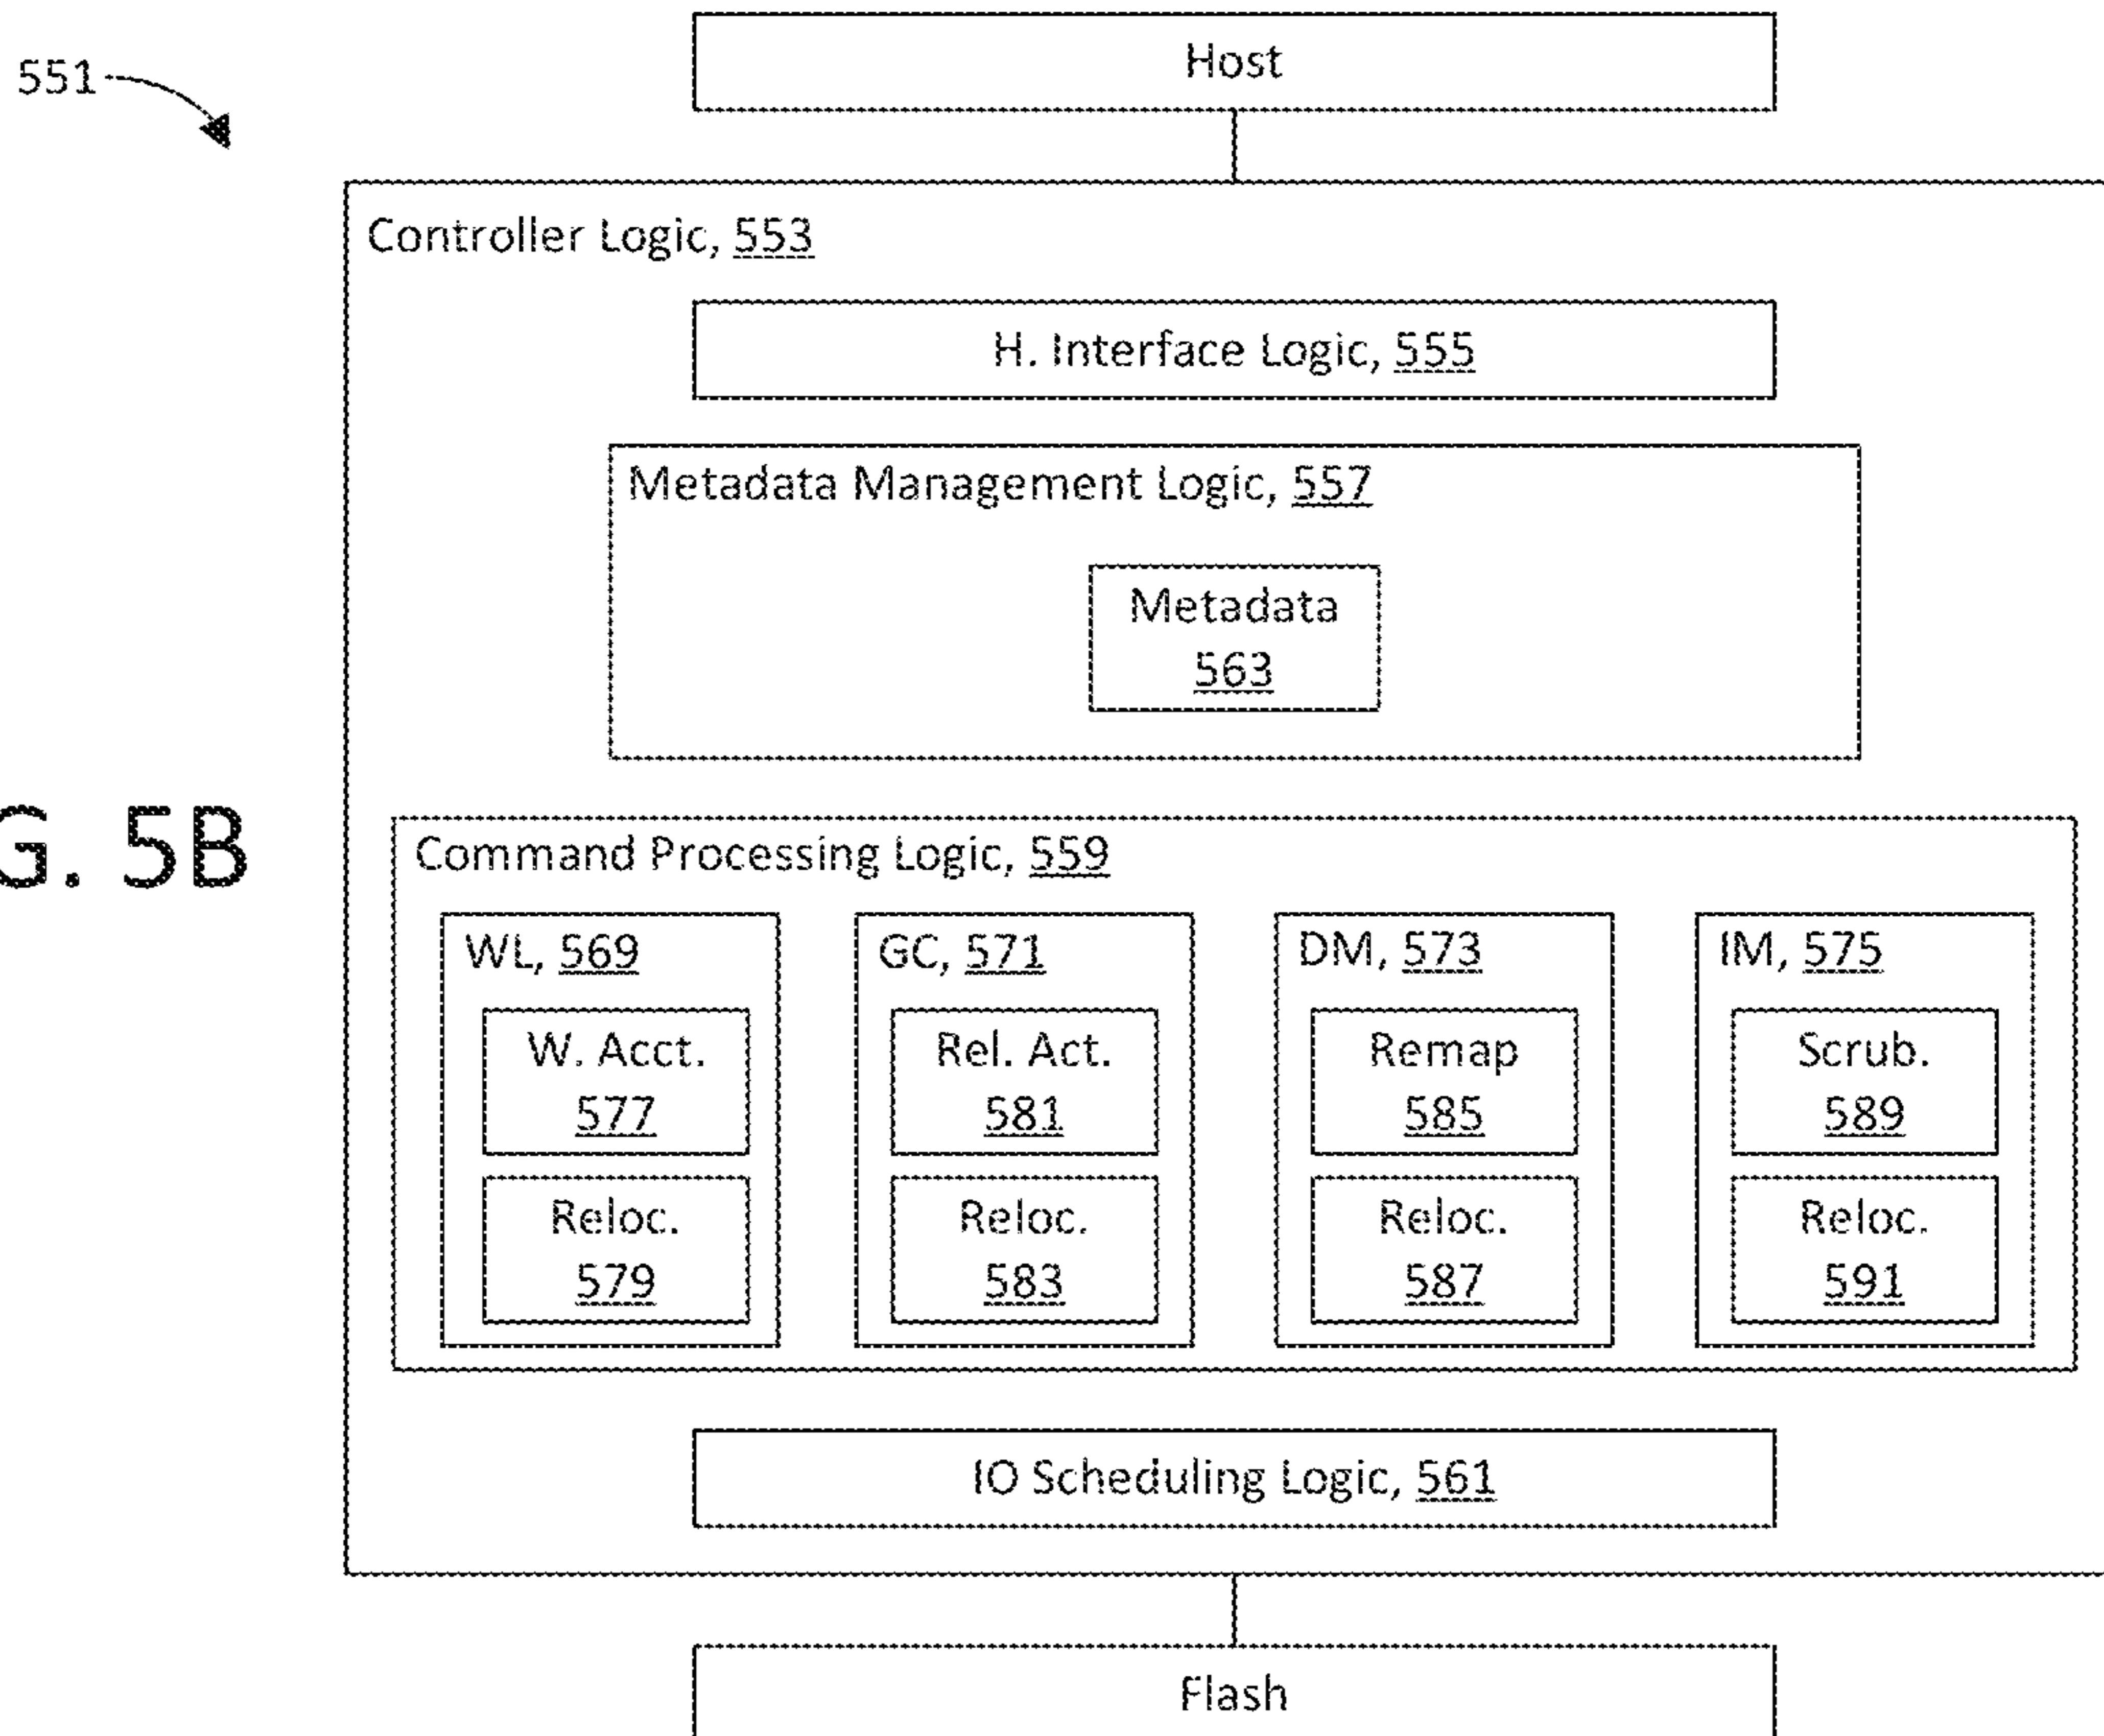 Host
551
Controller Logic, 553
H. Interface Logic, 555
Metadata Management Logic, 557
Metadata
563
G. 5B
Command Processing Logic, 559
WL, 569
W. Acct.
577
Reloc.
579
GC, 571
Rel. Act.
581
Reloc.
583
DM, 573
Remap
585
Reloc.
587
IM, 575
Scrub.
589
Reloc.
591
IO Scheduling Logic, 561
Flash